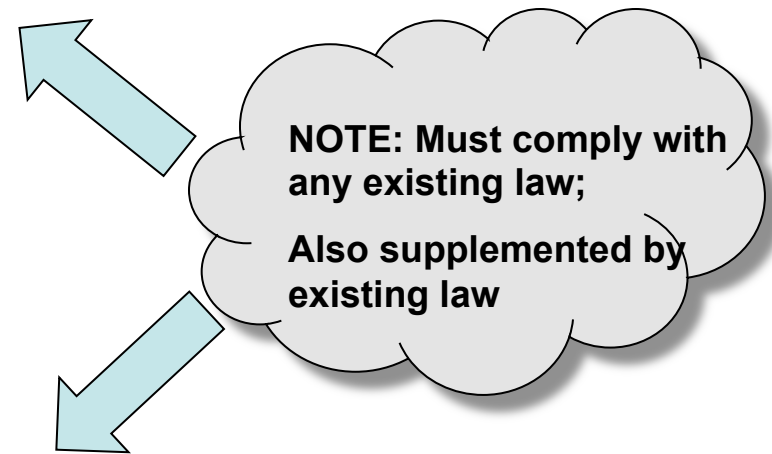 NOTE: Must comply with
any existing law;
Also supplemented by
existing law